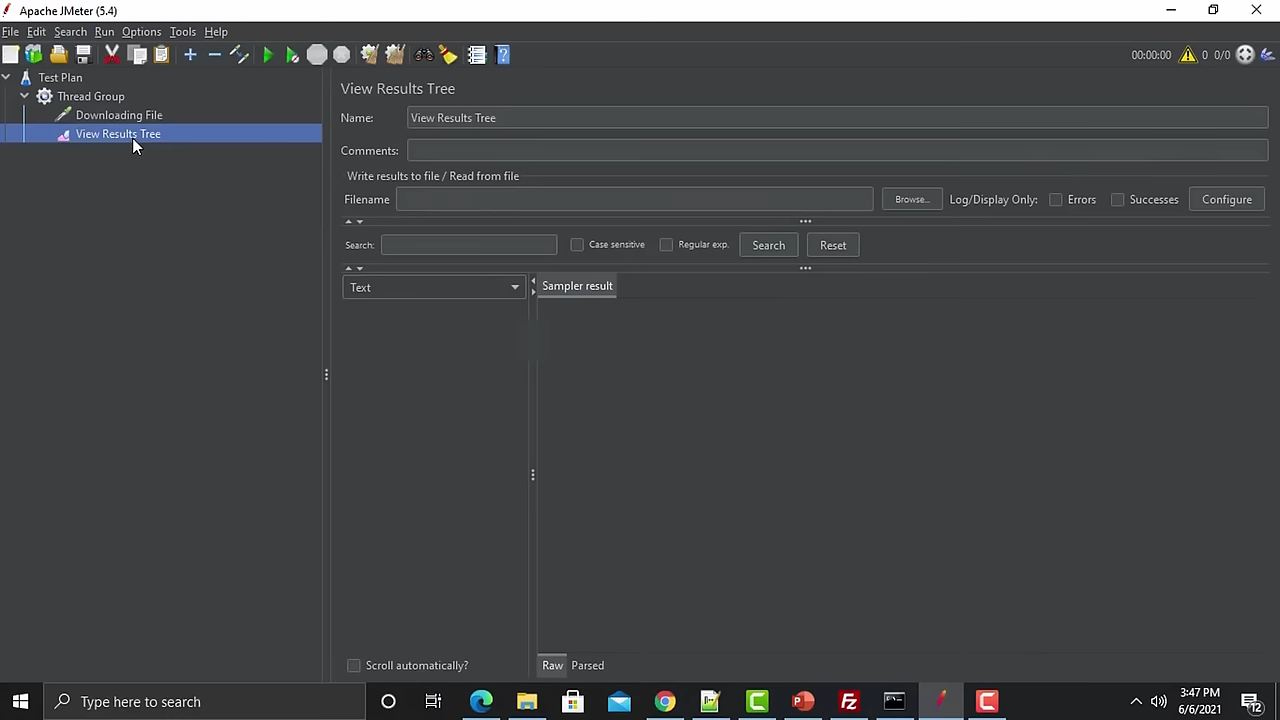 Apache JMeter (5.4)
File Edit Search Run Options Tools Help
00:00:00 0 0/0
Test Plan
Thread Group
Downloading File
View Results Tree
View Results Tree
Name: View Results Tree
Comments:
Write results to file / Read from file
Filename Browse... Log/Display Only: Errors Successes Configure
Search: Case sensitive Regular exp. Search Reset
Text Sampler result
Scroll automatically? Raw Parsed
Type here to search
3:47 PM
6/6/2021
12